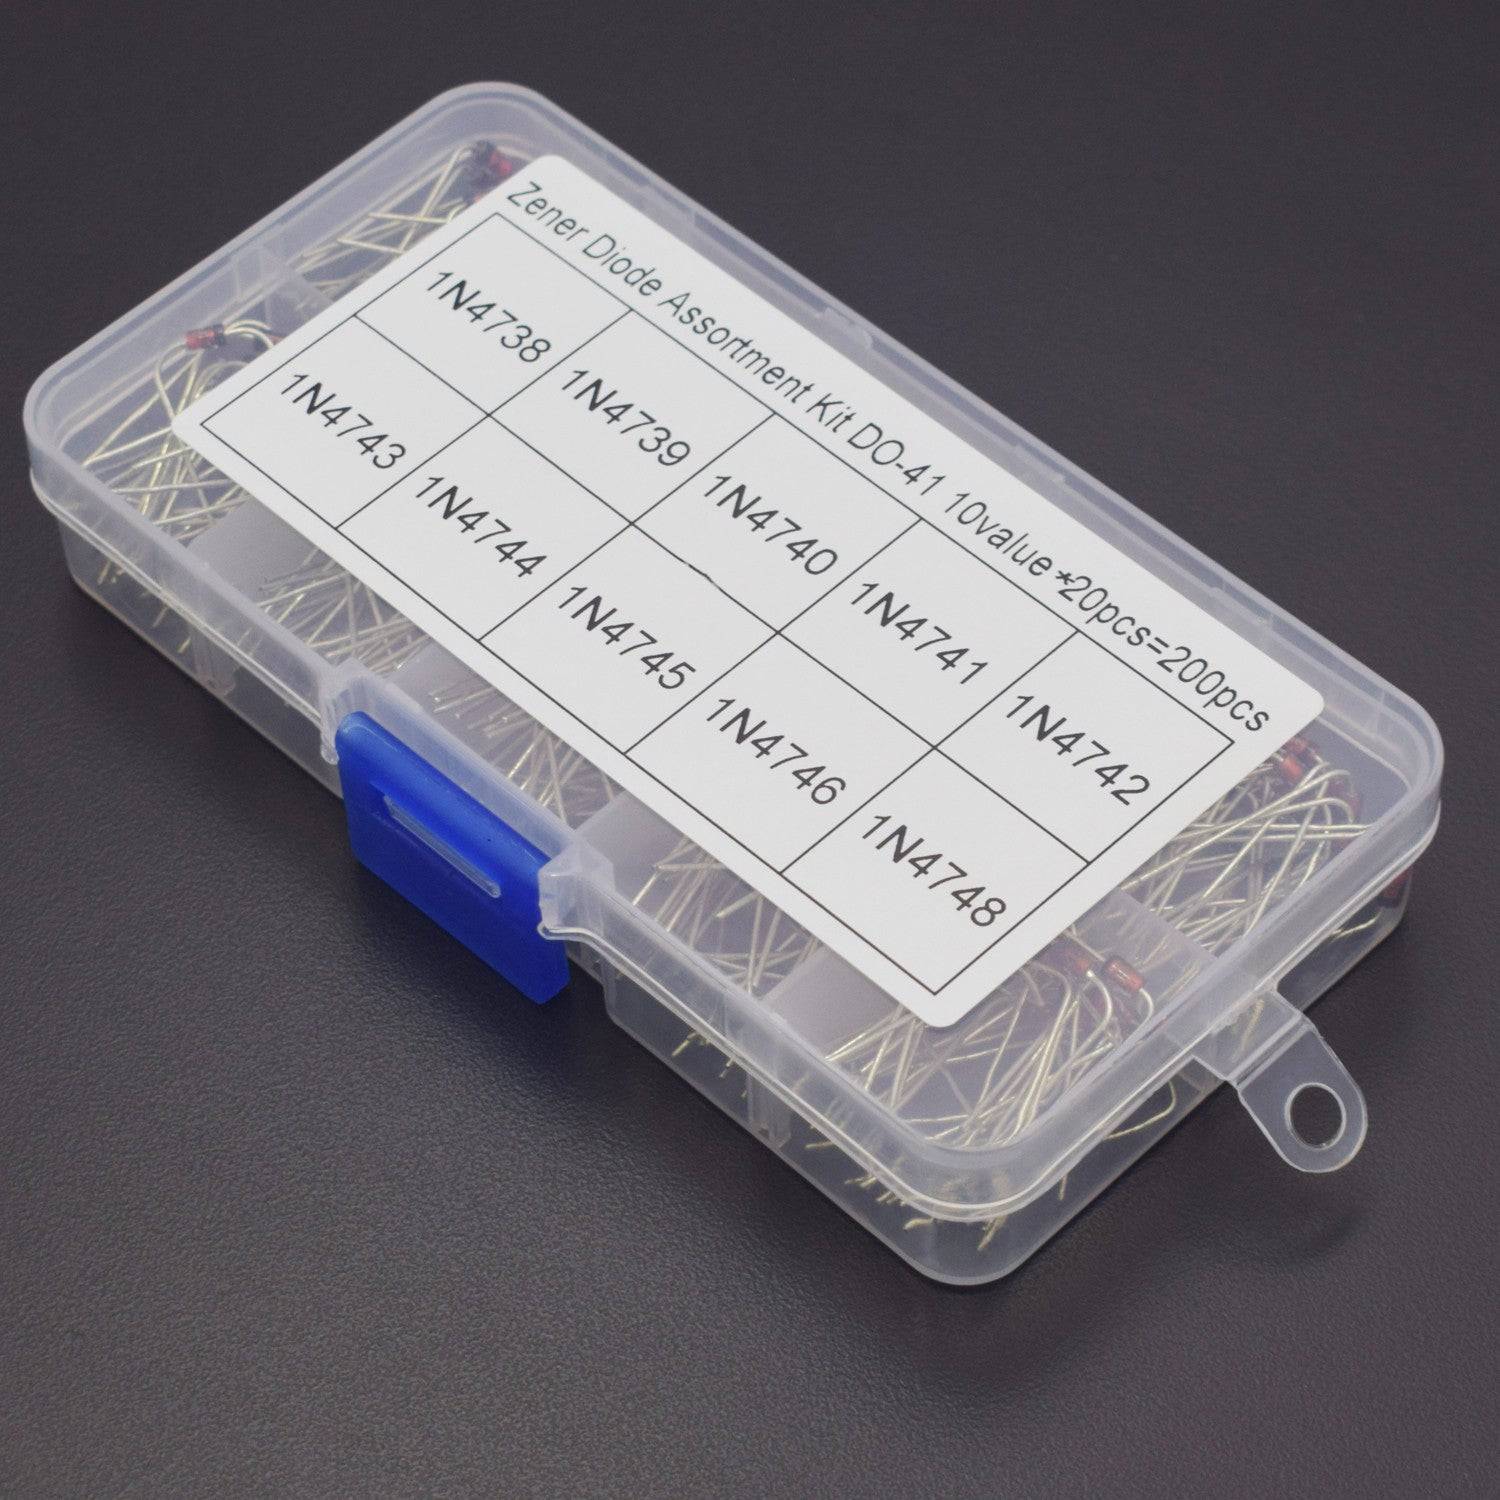 Zener Diode Assortment Kit DO-41 10value*20pcs=200pcs
1N4738 1N4739 1N4740 1N4741 1N4742
1N4743 1N4744 1N4745 1N4746 1N4748